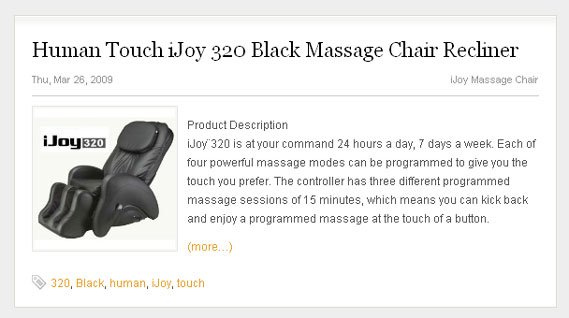 Human Touch iJoy 320 Black Massage Chair Recliner
Thu, Mar 26, 2009 iJoy Massage Chair
iJoy320
Product Description
iJoy¨320 is at your command 24 hours a day, 7 days a week. Each of
four powerful massage modes can be programmed to give you the
touch you prefer. The controller has three different programmed
massage sessions of 15 minutes, which means you can kick back
and enjoy a programmed massage at the touch of a button.
(more...)
320, Black, human, iJoy, touch